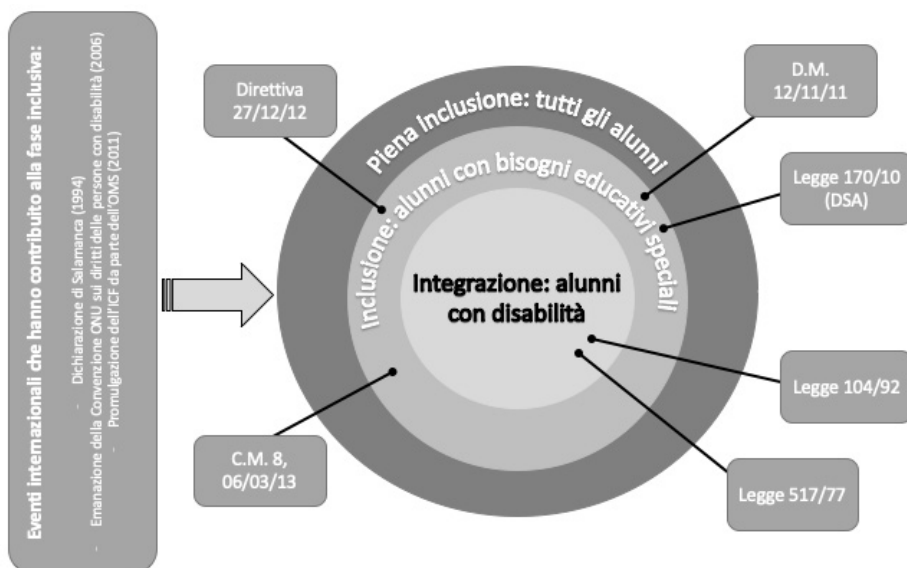 Eventi internazionali che hanno contribuito alla fase inclusiva:
- Dichiarazione di Salamanca (1994)
- Emanazione della Convenzione ONU sui diritti delle persone con disabilità (2006)
- Promulgazione dell'ICF da parte dell'OMS (2011)
Direttiva
27/12/12
D.M.
12/11/11
Piena Inclusione: tutti gli alunni
Inclusione: alunni con bisogni educativi speciali
Legge 170/10
(DSA)
Integrazione: alunni
con disabilità
Legge 104/92
C.M. 8,
06/03/13
Legge 517/77